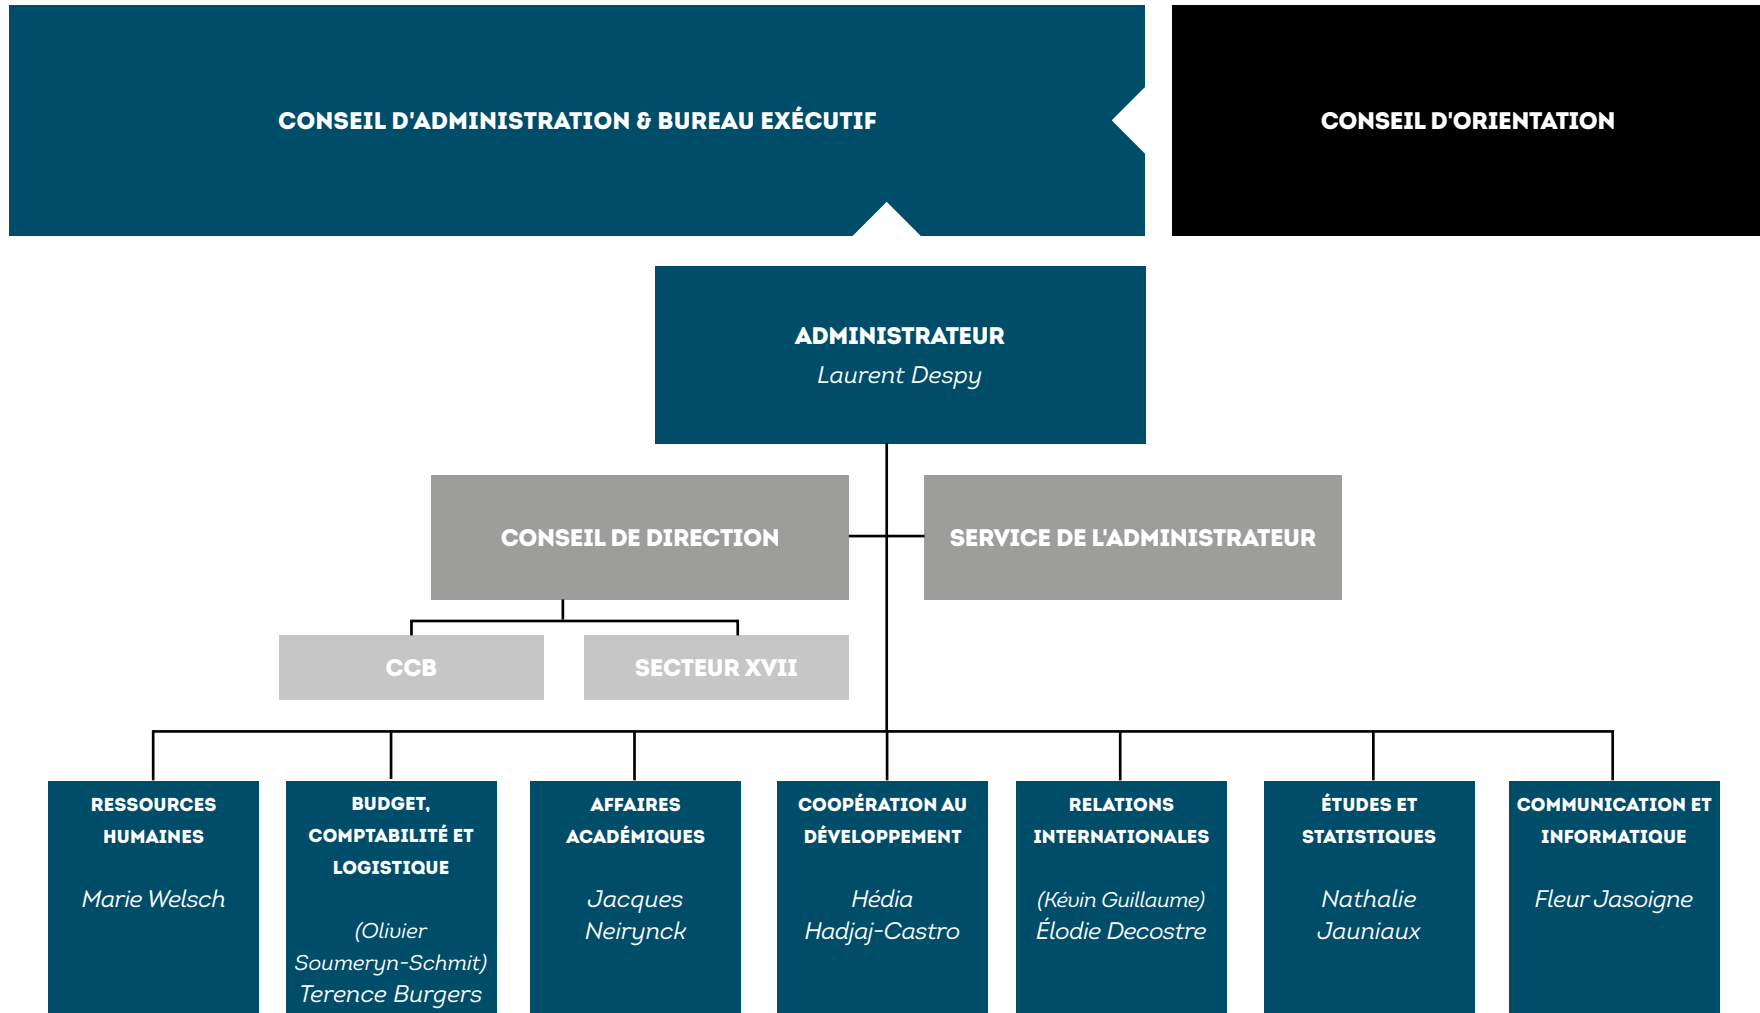 CONSEIL D'ADMINISTRATION & BUREAU EXÉCUTIF
CONSEIL D'ORIENTATION
ADMINISTRATEUR
Laurent Despy
CONSEIL DE DIRECTION
SERVICE DE L'ADMINISTRATEUR
CCB
SECTEUR XVII
RESSOURCES
HUMAINES
Marie Welsch
BUDGET,
COMPTABILITÉ ET
LOGISTIQUE
(Olivier
Soumeryn-Schmit)
Terence Burgers
AFFAIRES
ACADÉMIQUES
Jacques
Neirynck
COOPÉRATION AU
DÉVELOPPEMENT
Hédia
Hadjaj-Castro
RELATIONS
INTERNATIONALES
(Kévin Guillaume)
Élodie Decostre
ÉTUDES ET
STATISTIQUES
Nathalie
Jauniaux
COMMUNICATION ET
INFORMATIQUE
Fleur Jasoigne